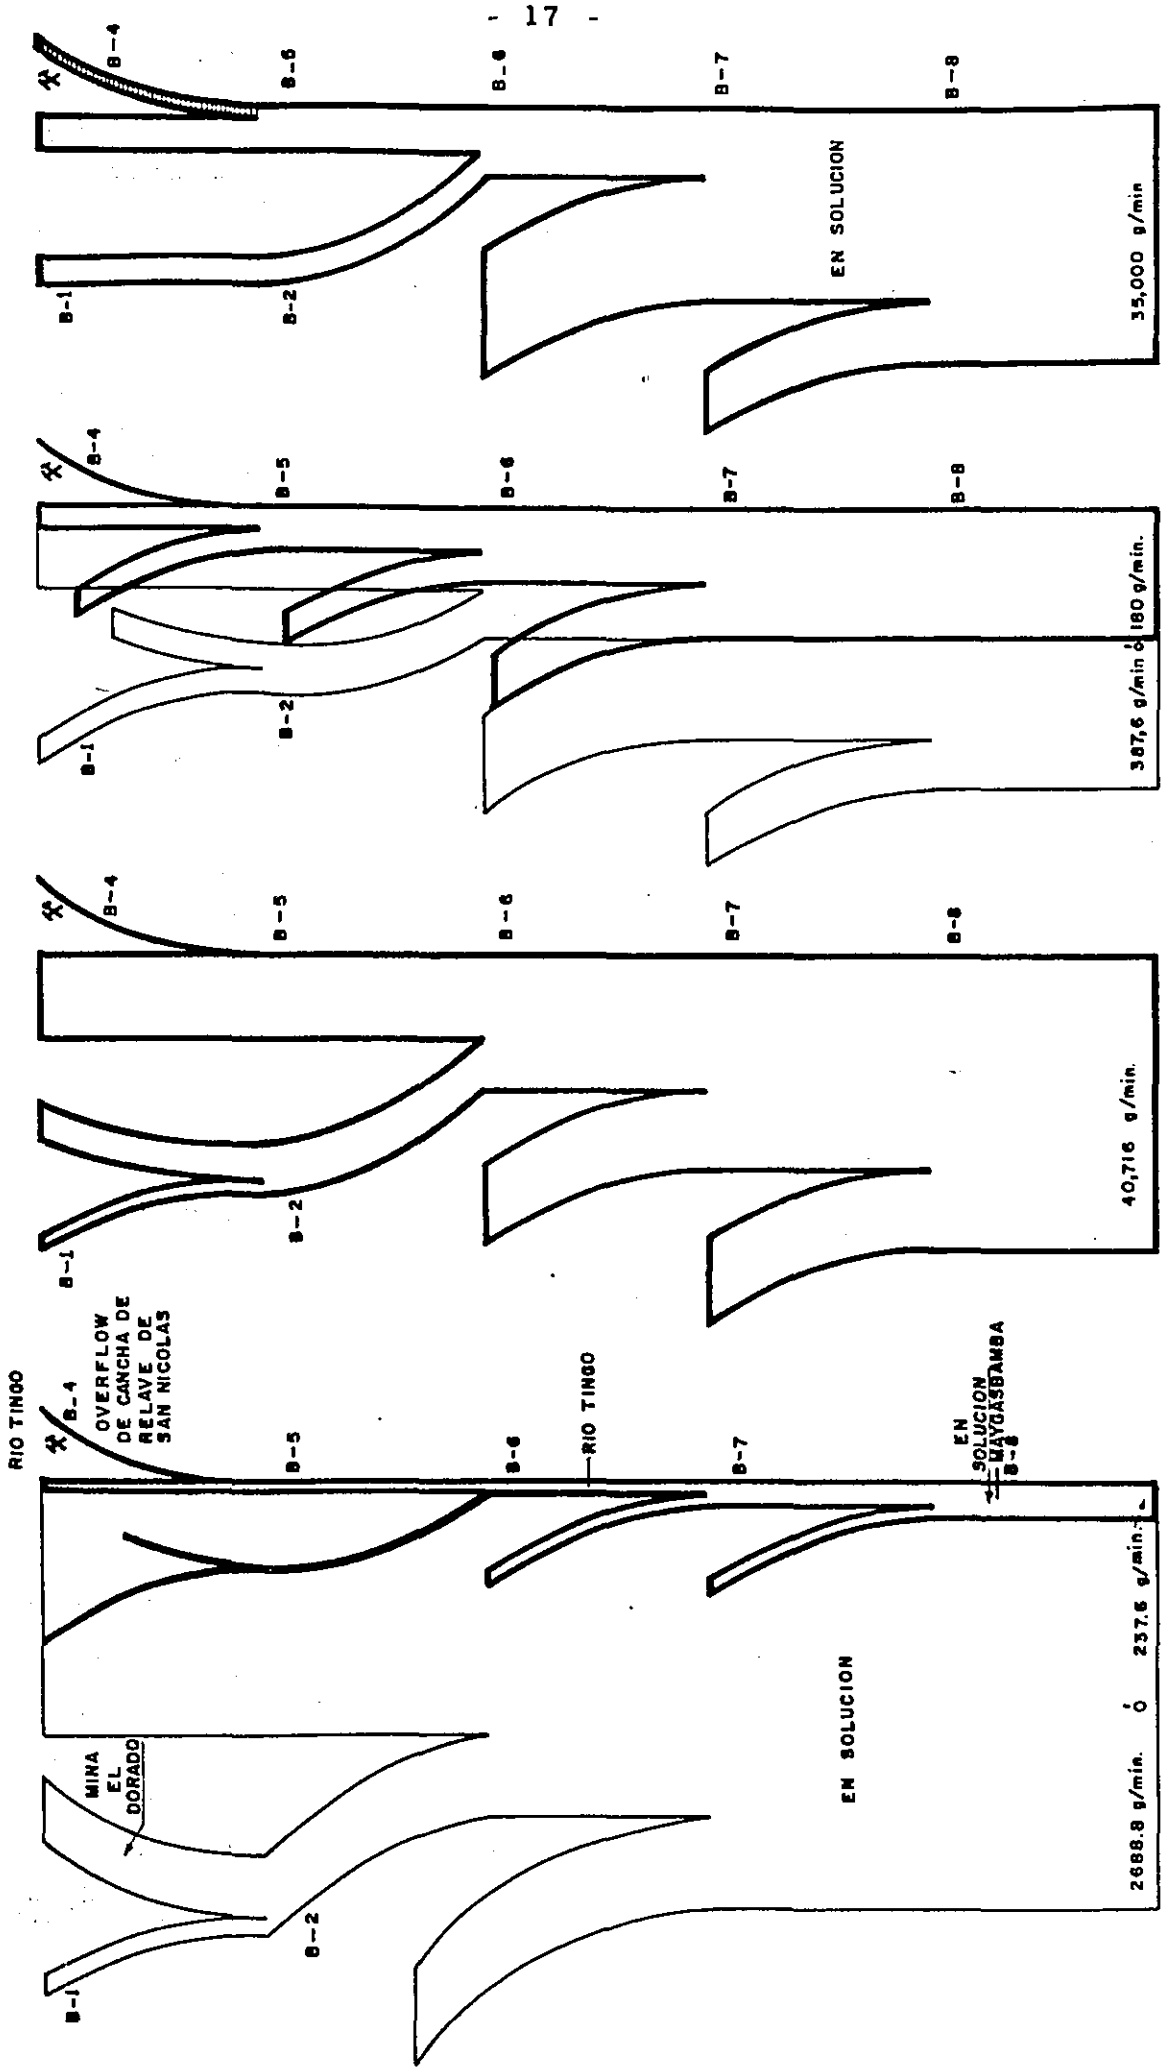 - 17 -
RIO TINGO
B-4
OVERFLOW
DE CANCHA DE
RELAVE DE
SAN NICOLAS
B-5
B-6
RIO TINGO
B-7
EN
SOLUCION
MAYGASBAMBA
B-8
MINA
EL
DORADO
B-1
B-2
EN SOLUCION
2688.8 g/min. ó 237.6 g/min.
B-4
B-5
B-6
B-7
B-8
B-1
B-2
40,716 g/min.
B-4
B-5
B-6
B-7
B-8
B-1
B-2
387,6 g/min ó 180 g/min.
B-4
B-5
B-6
B-7
B-8
B-1
B-2
EN SOLUCION
35,000 g/min